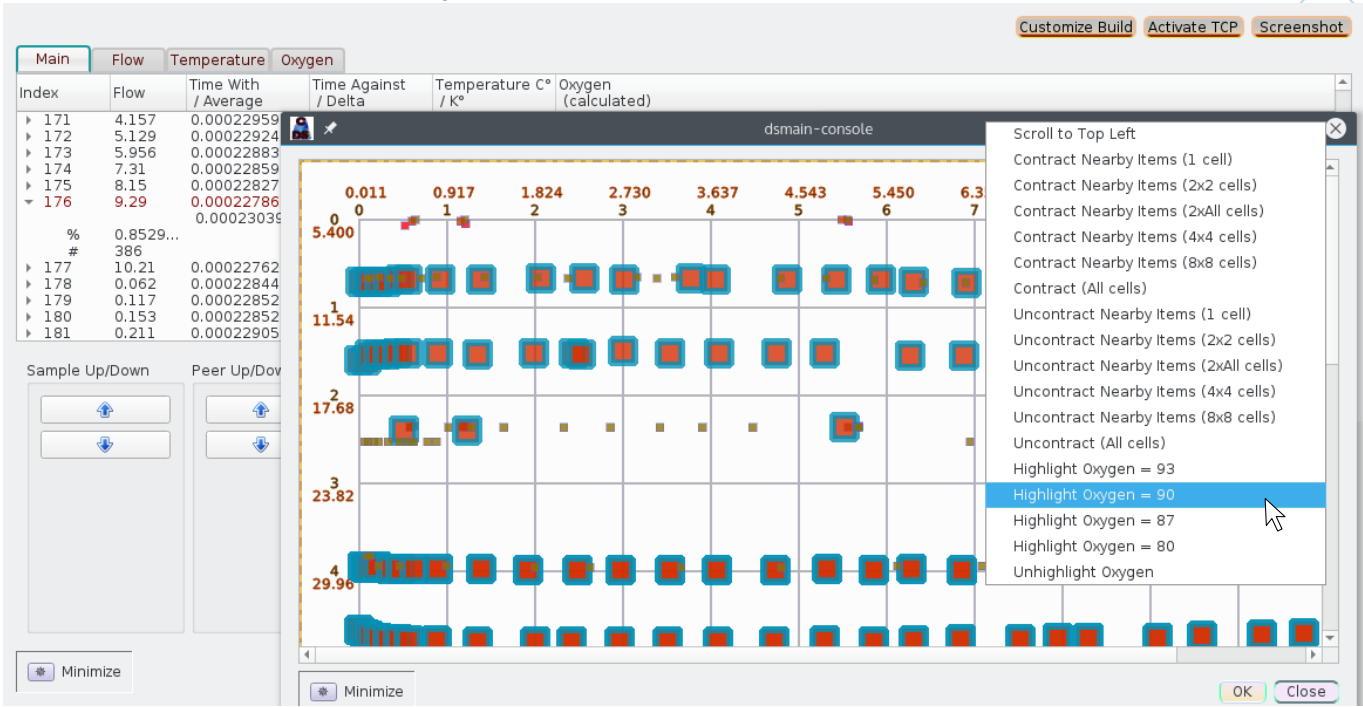 Customize Build Activate TCP Screenshot
Main Flow Temperature Oxygen
Index Flow Time With / Average Time Against / Delta Temperature C° / K° Oxygen (calculated)
171 4.157 0.00022959
172 5.129 0.00022924
173 5.956 0.00022883
174 7.31 0.00022859
175 8.15 0.00022827
176 9.29 0.00022786
0.00023039
% 0.8529...
# 386
177 10.21 0.00022762
178 0.062 0.00022844
179 0.117 0.00022852
180 0.153 0.00022852
181 0.211 0.00022905
Sample Up/Down Peer Up/Dow
Minimize
dsmain-console
0.011 0.917 1.824 2.730 3.637 4.543 5.450 6.3
0 1 2 3 4 5 6 7
0
5.400
1
11.54
2
17.68
3
23.82
4
29.96
Scroll to Top Left
Contract Nearby Items (1 cell)
Contract Nearby Items (2x2 cells)
Contract Nearby Items (2xAll cells)
Contract Nearby Items (4x4 cells)
Contract Nearby Items (8x8 cells)
Contract (All cells)
Uncontract Nearby Items (1 cell)
Uncontract Nearby Items (2x2 cells)
Uncontract Nearby Items (2xAll cells)
Uncontract Nearby Items (4x4 cells)
Uncontract Nearby Items (8x8 cells)
Uncontract (All cells)
Highlight Oxygen = 93
Highlight Oxygen = 90
Highlight Oxygen = 87
Highlight Oxygen = 80
Unhighlight Oxygen
Minimize
OK Close